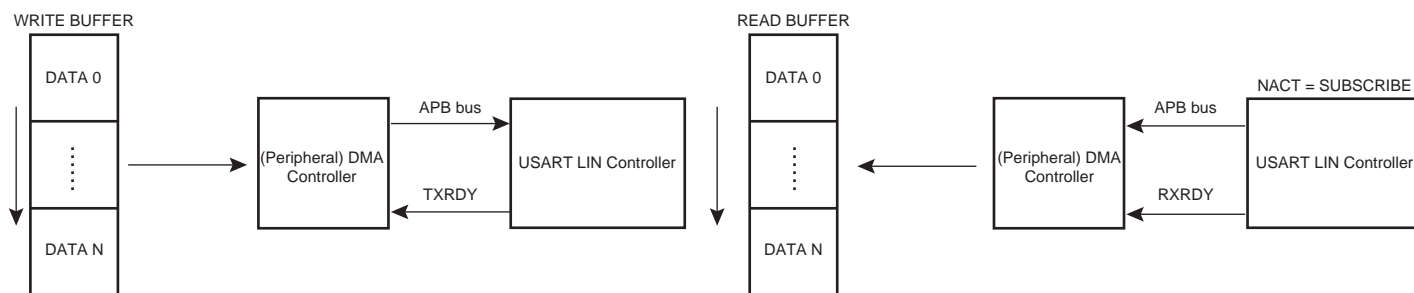 WRITE BUFFER
DATA 0
DATA N
(Peripheral) DMA
Controller
APB bus
TXRDY
USART LIN Controller
READ BUFFER
DATA 0
DATA N
(Peripheral) DMA
Controller
APB bus
RXRDY
NACT = SUBSCRIBE
USART LIN Controller